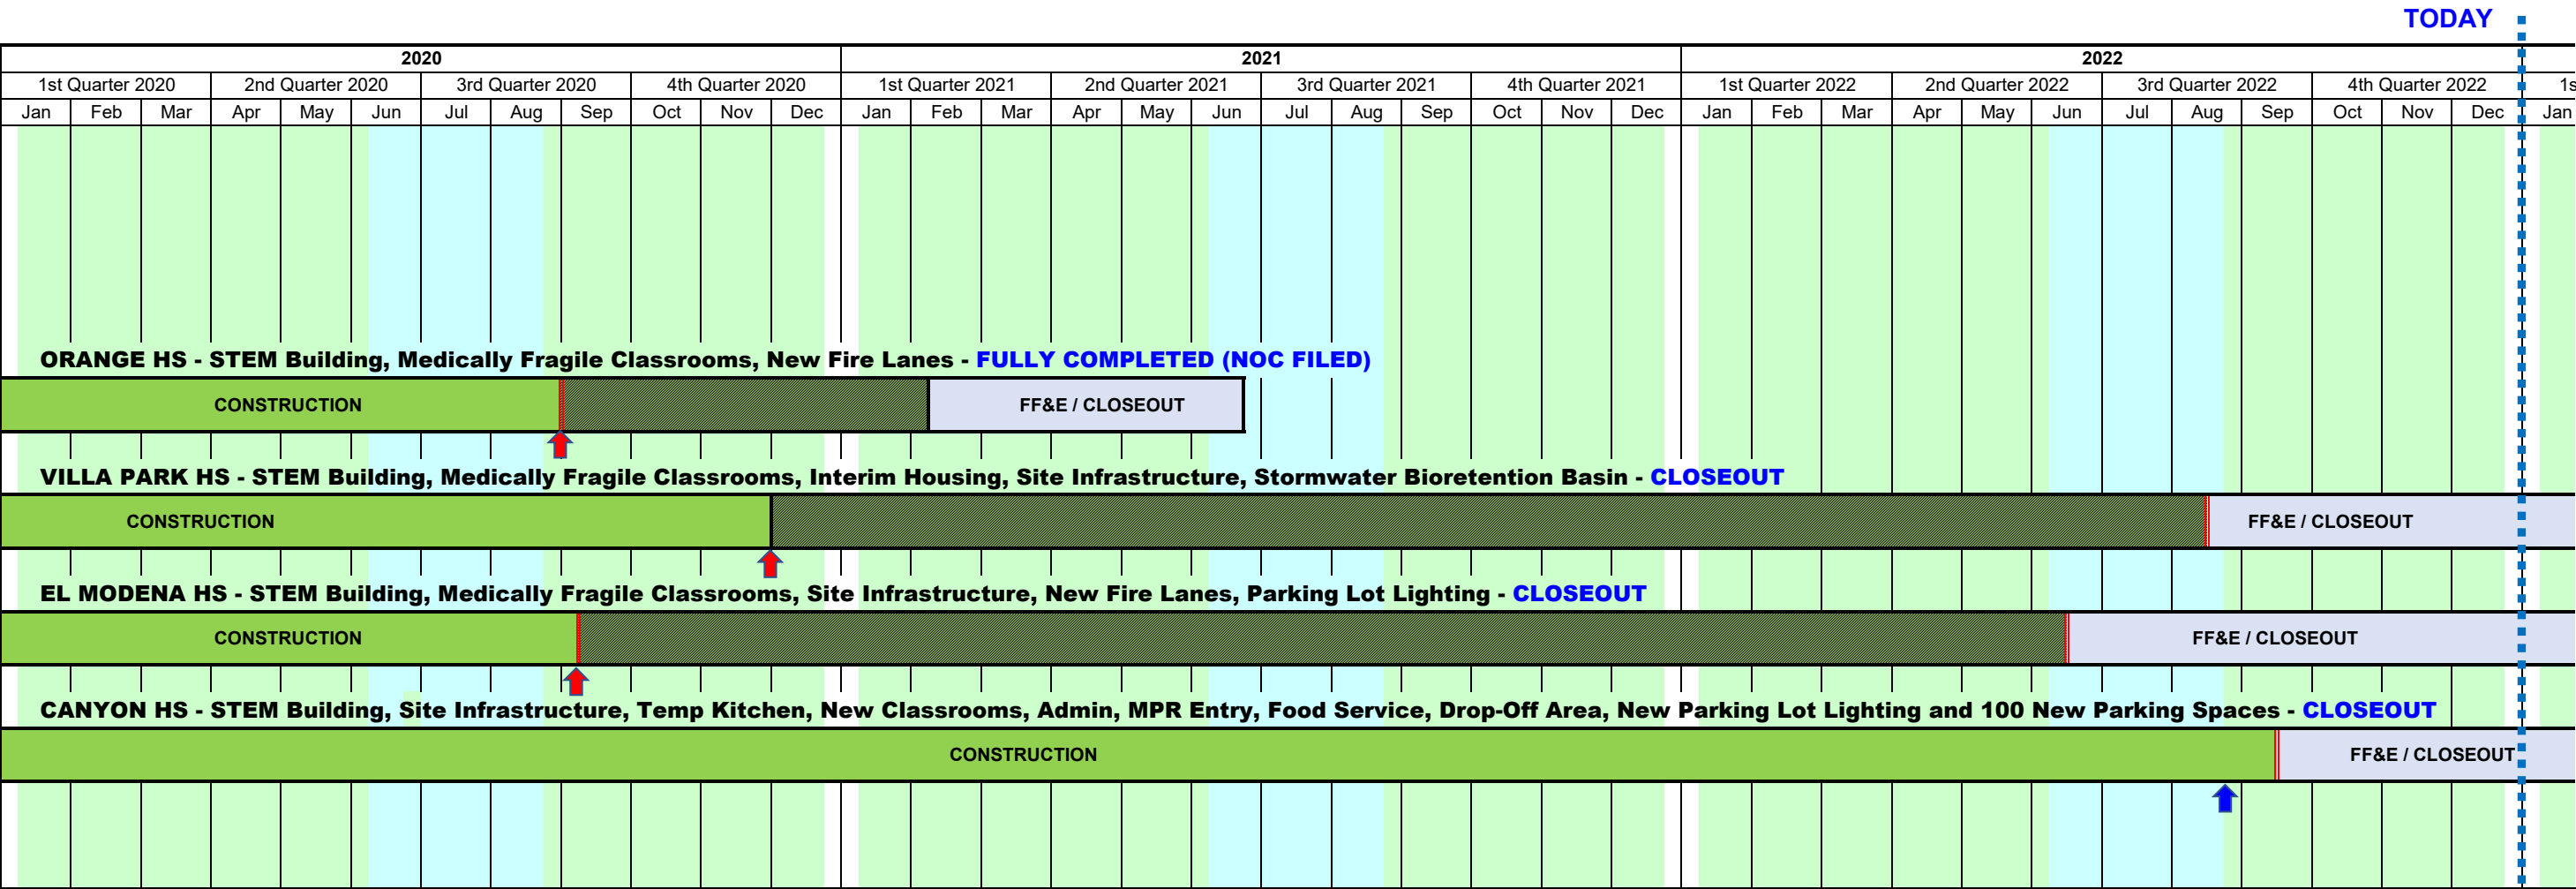 TODAY
2020 2021 2022
1st Quarter 2020 2nd Quarter 2020 3rd Quarter 2020 4th Quarter 2020 1st Quarter 2021 2nd Quarter 2021 3rd Quarter 2021 4th Quarter 2021 1st Quarter 2022 2nd Quarter 2022 3rd Quarter 2022 4th Quarter 2022 1s
Jan Feb Mar Apr May Jun Jul Aug Sep Oct Nov Dec Jan Feb Mar Apr May Jun Jul Aug Sep Oct Nov Dec Jan Feb Mar Apr May Jun Jul Aug Sep Oct Nov Dec Jan
ORANGE HS - STEM Building, Medically Fragile Classrooms, New Fire Lanes - FULLY COMPLETED (NOC FILED)
CONSTRUCTION FF&E / CLOSEOUT
VILLA PARK HS - STEM Building, Medically Fragile Classrooms, Interim Housing, Site Infrastructure, Stormwater Bioretention Basin - CLOSEOUT
CONSTRUCTION FF&E / CLOSEOUT
EL MODENA HS - STEM Building, Medically Fragile Classrooms, Site Infrastructure, New Fire Lanes, Parking Lot Lighting - CLOSEOUT
CONSTRUCTION FF&E / CLOSEOUT
CANYON HS - STEM Building, Site Infrastructure, Temp Kitchen, New Classrooms, Admin, MPR Entry, Food Service, Drop-Off Area, New Parking Lot Lighting and 100 New Parking Spaces - CLOSEOUT
CONSTRUCTION FF&E / CLOSEOUT